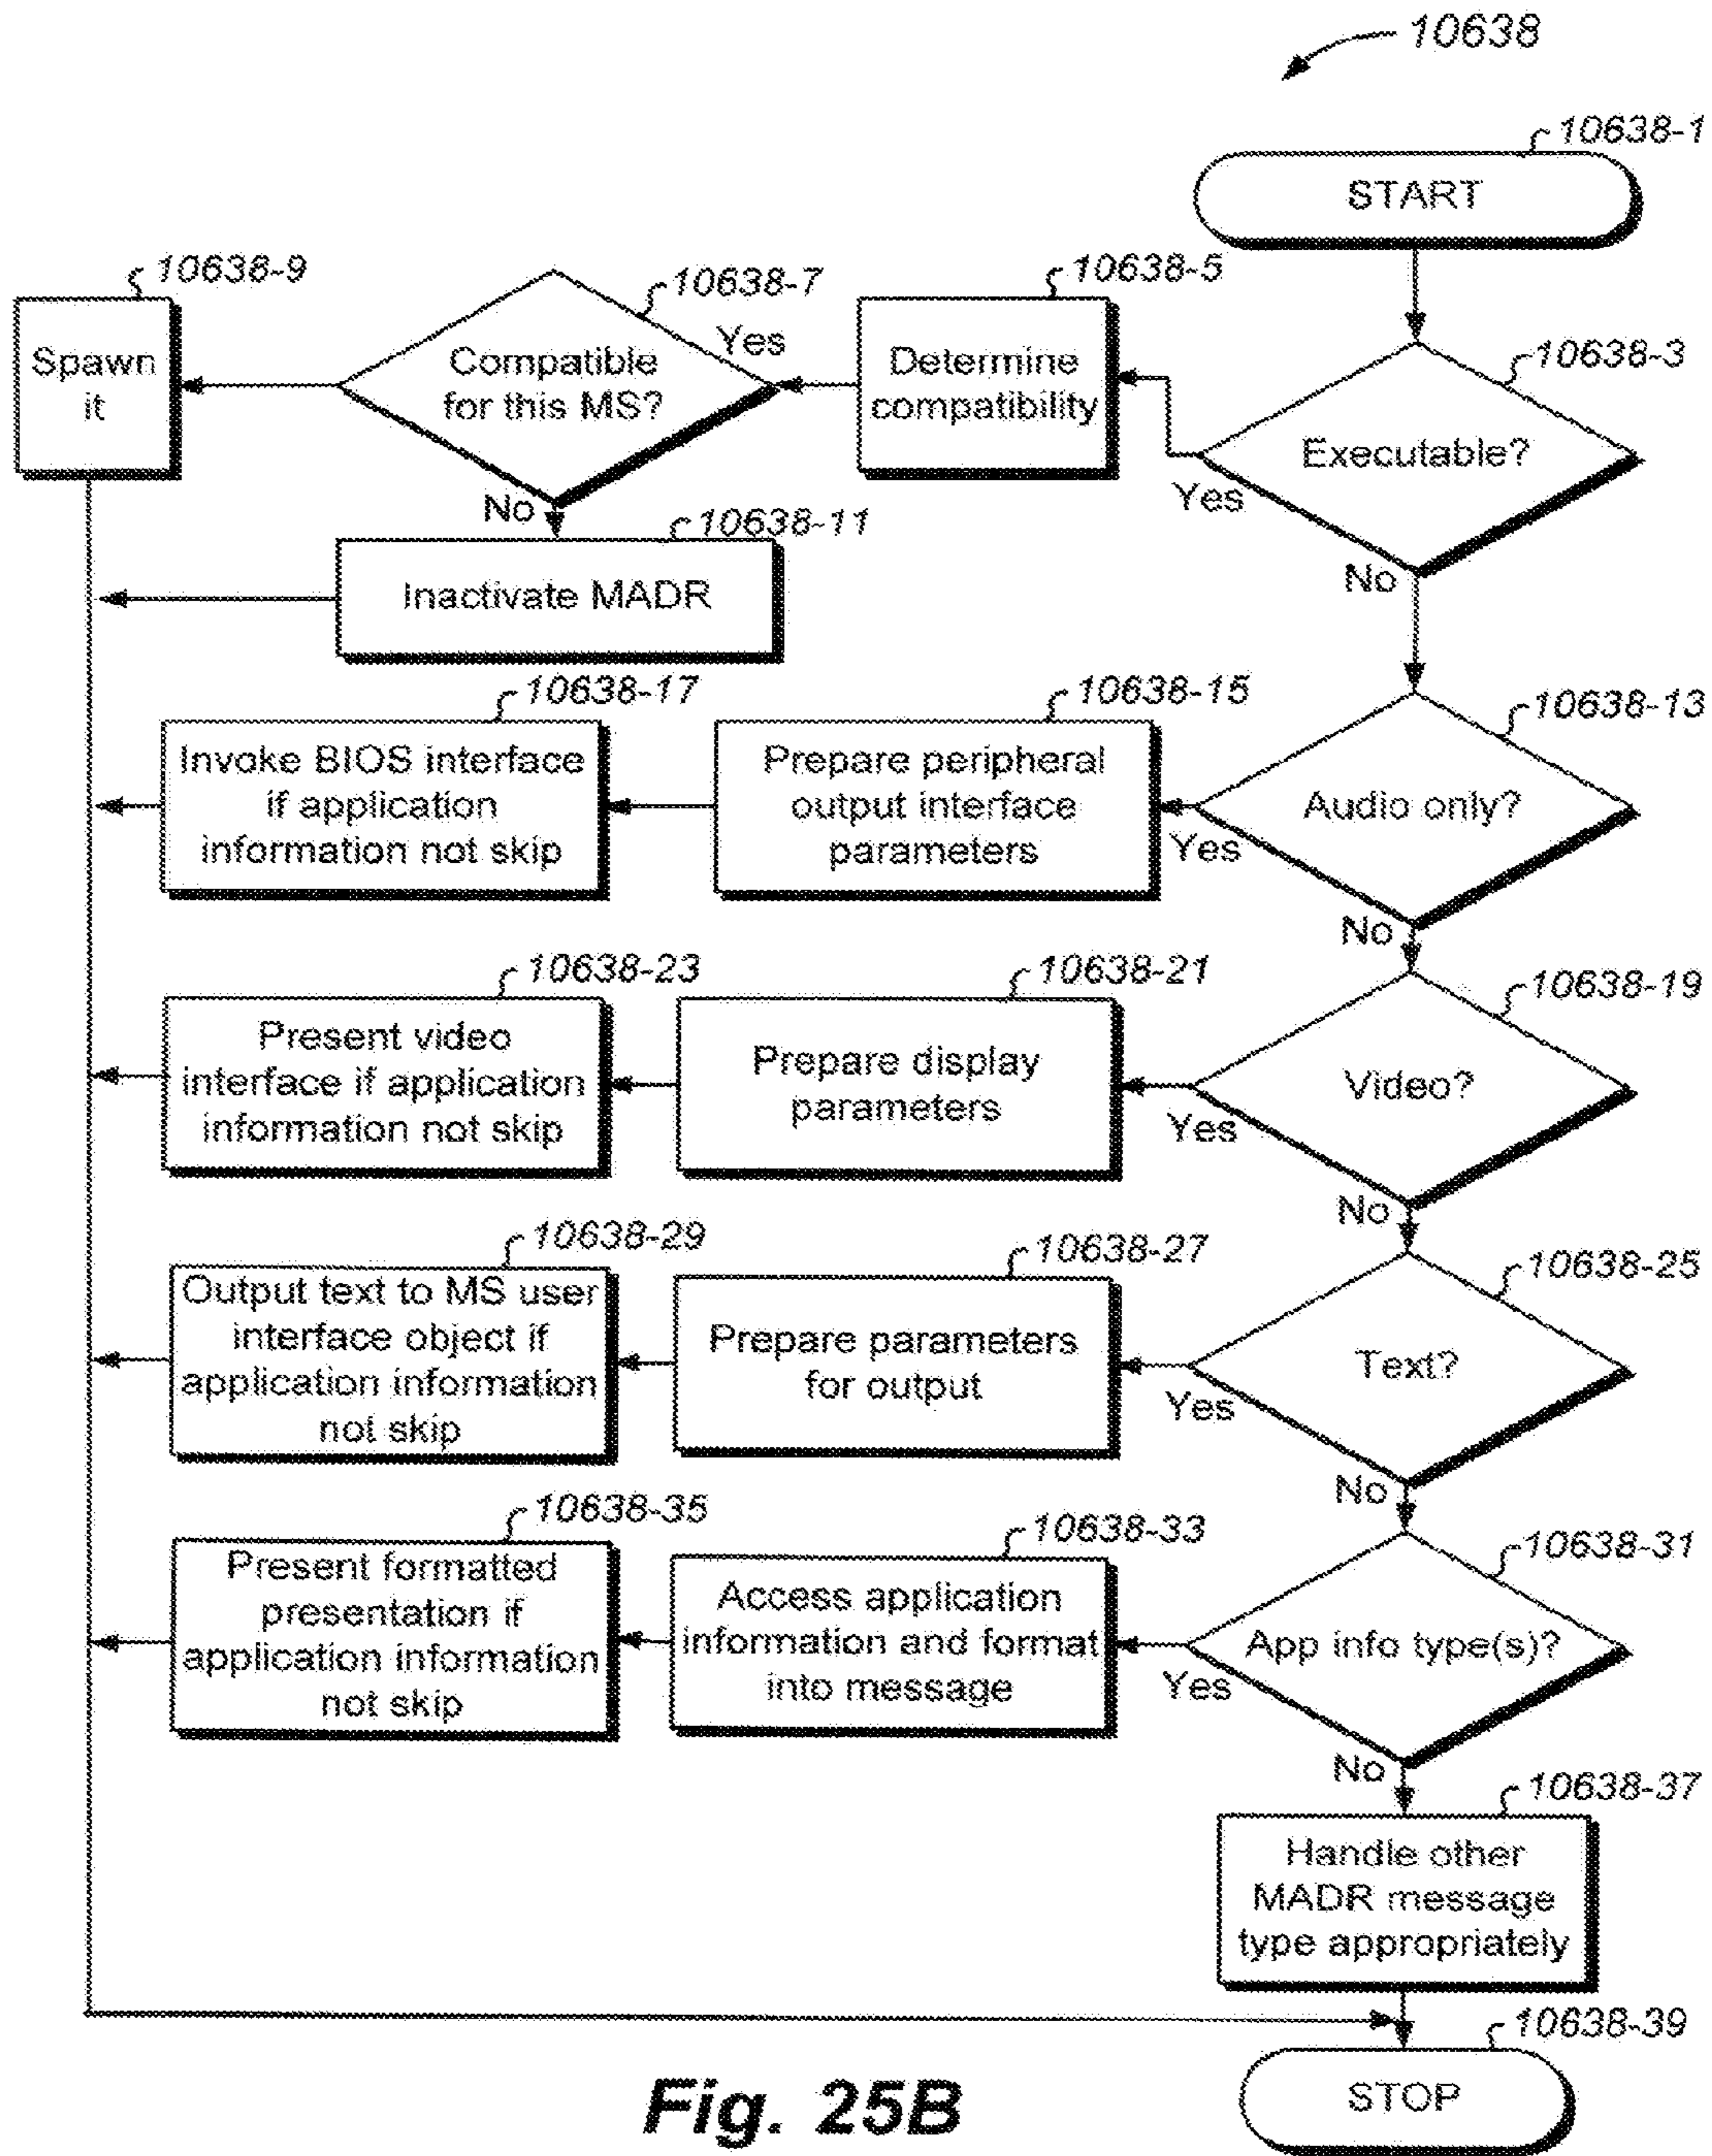 10638
10638-1
START
10638-9
10638-7
10638-5
10638-3
Spawn
it
Compatible
for this MS?
Yes
Determine
compatibility
Executable?
Yes
No
No
10638-11
Inactivate MADR
10638-17
10638-15
10638-13
Invoke BIOS interface
if application
information not skip
Prepare peripheral
output interface
parameters
Audio only?
Yes
No
10638-23
10638-21
10638-19
Present video
interface if application
information not skip
Prepare display
parameters
Video?
Yes
No
10638-29
10638-27
10638-25
Output text to MS user
interface object if
application information
not skip
Prepare parameters
for output
Text?
Yes
No
10638-35
10638-33
10638-31
Present formatted
presentation if
application information
not skip
Access application
information and format
into message
App info type(s)?
Yes
No
10638-37
Handle other
MADR message
type appropriately
10638-39
STOP
Fig. 25B